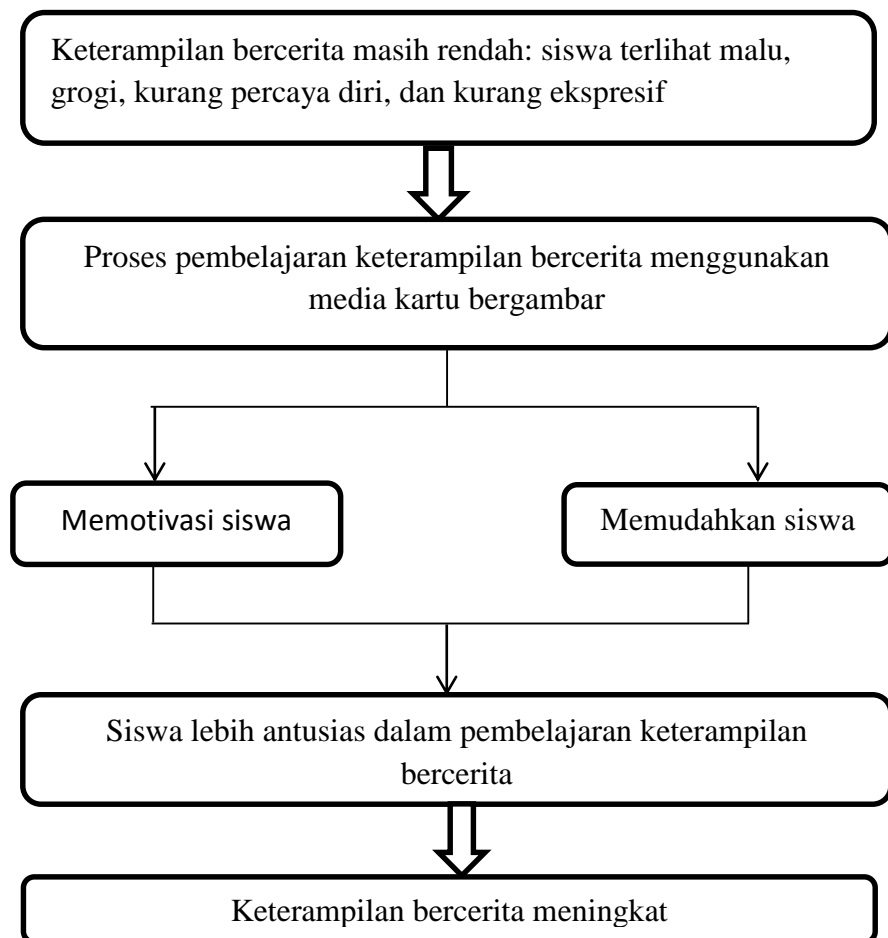 Keterampilan bercerita masih rendah: siswa terlihat malu,
grogi, kurang percaya diri, dan kurang ekspresif
Proses pembelajaran keterampilan bercerita menggunakan
media kartu bergambar
Memotivasi siswa
Memudahkan siswa
Siswa lebih antusias dalam pembelajaran keterampilan
bercerita
Keterampilan bercerita meningkat